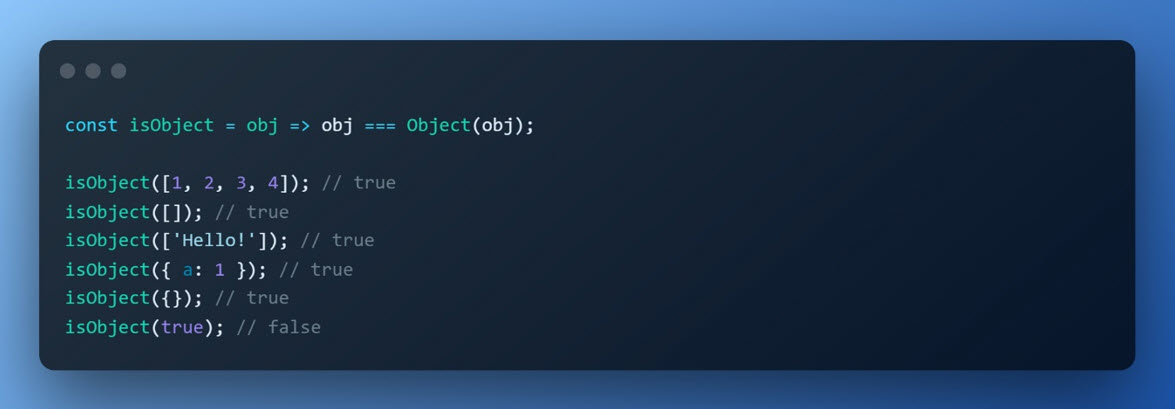 const isObject = obj => obj === Object(obj);
isObject([1, 2, 3, 4]); // true
isObject([]); // true
isObject(['Hello!']); // true
isObject({ a: 1 }); // true
isObject({}); // true
isObject(true); // false